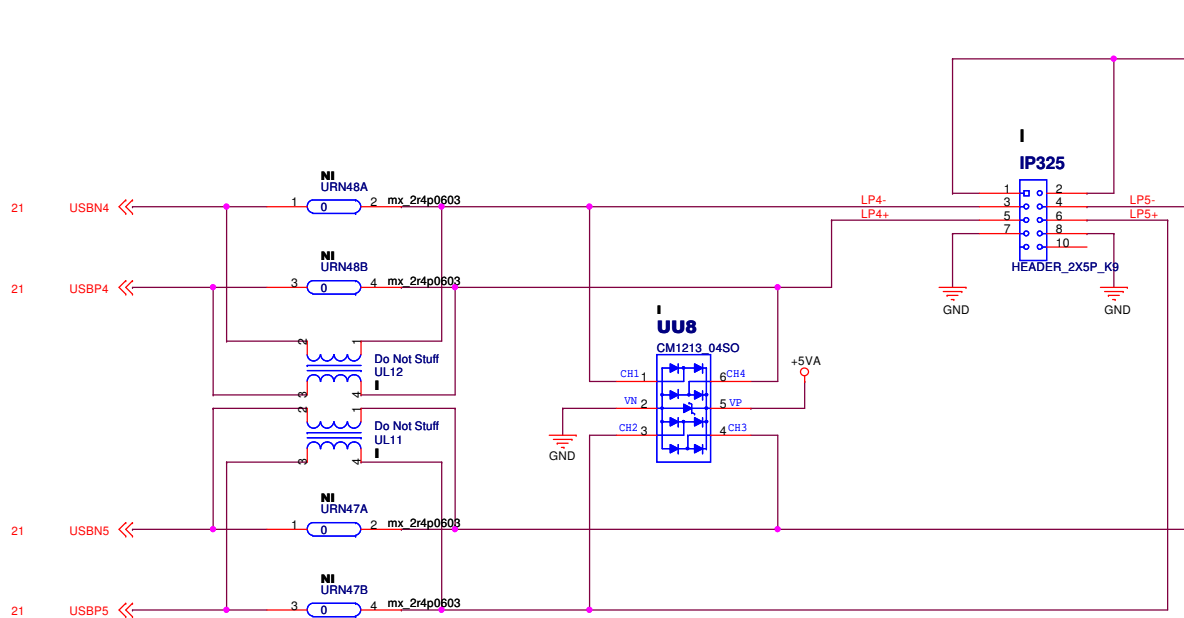 I
IP325
1 2
3 4
5 6
7 8
10
LP4-
LP4+
LP5-
LP5+
HEADER_2X5P_K9
GND
GND
NI
URN48A
21 USBN4 1 0 2 mx_2r4p0603
NI
URN48B
21 USBP4 3 0 4 mx_2r4p0603
2 1
Do Not Stuff
UL12
I
3 4
2 1
Do Not Stuff
UL11
I
3 4
I
UU8
CM1213_04SO
CH1 1 6 CH4
VN 2 5 VP
CH2 3 4 CH3
+5VA
GND
NI
URN47A
21 USBN5 1 0 2 mx_2r4p0603
NI
URN47B
21 USBP5 3 0 4 mx_2r4p0603